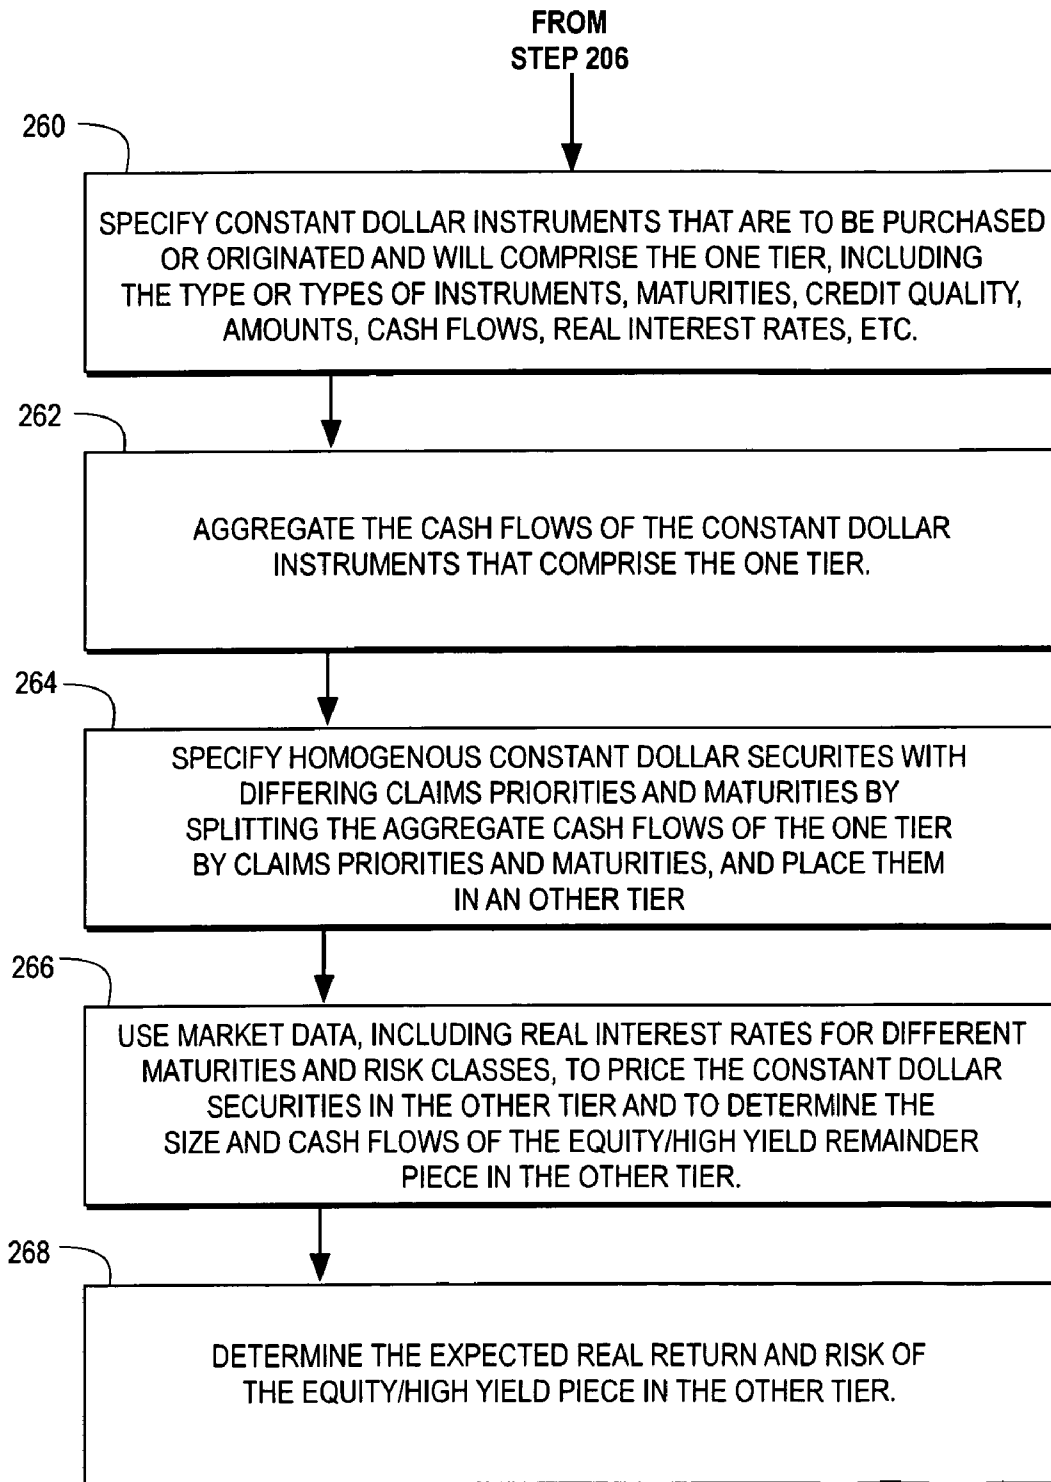 FROM
STEP 206
260
SPECIFY CONSTANT DOLLAR INSTRUMENTS THAT ARE TO BE PURCHASED
OR ORIGINATED AND WILL COMPRISE THE ONE TIER, INCLUDING
THE TYPE OR TYPES OF INSTRUMENTS, MATURITIES, CREDIT QUALITY,
AMOUNTS, CASH FLOWS, REAL INTEREST RATES, ETC.
262
AGGREGATE THE CASH FLOWS OF THE CONSTANT DOLLAR
INSTRUMENTS THAT COMPRISE THE ONE TIER.
264
SPECIFY HOMOGENOUS CONSTANT DOLLAR SECURITES WITH
DIFFERING CLAIMS PRIORITIES AND MATURITIES BY
SPLITTING THE AGGREGATE CASH FLOWS OF THE ONE TIER
BY CLAIMS PRIORITIES AND MATURITIES, AND PLACE THEM
IN AN OTHER TIER
266
USE MARKET DATA, INCLUDING REAL INTEREST RATES FOR DIFFERENT
MATURITIES AND RISK CLASSES, TO PRICE THE CONSTANT DOLLAR
SECURITIES IN THE OTHER TIER AND TO DETERMINE THE
SIZE AND CASH FLOWS OF THE EQUITY/HIGH YIELD REMAINDER
PIECE IN THE OTHER TIER.
268
DETERMINE THE EXPECTED REAL RETURN AND RISK OF
THE EQUITY/HIGH YIELD PIECE IN THE OTHER TIER.